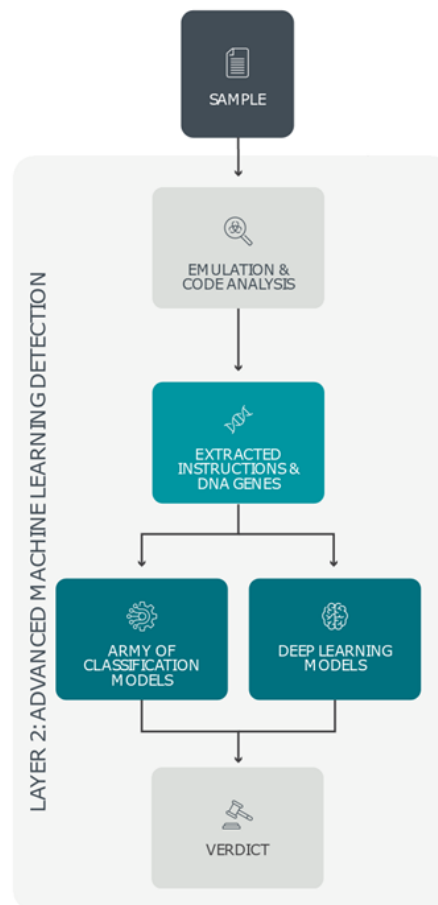 SAMPLE
LAYER 2: ADVANCED MACHINE LEARNING DETECTION
EMULATION &
CODE ANALYSIS
EXTRACTED
INSTRUCTIONS &
DNA GENES
ARMY OF
CLASSIFICATION
MODELS
DEEP LEARNING
MODELS
VERDICT